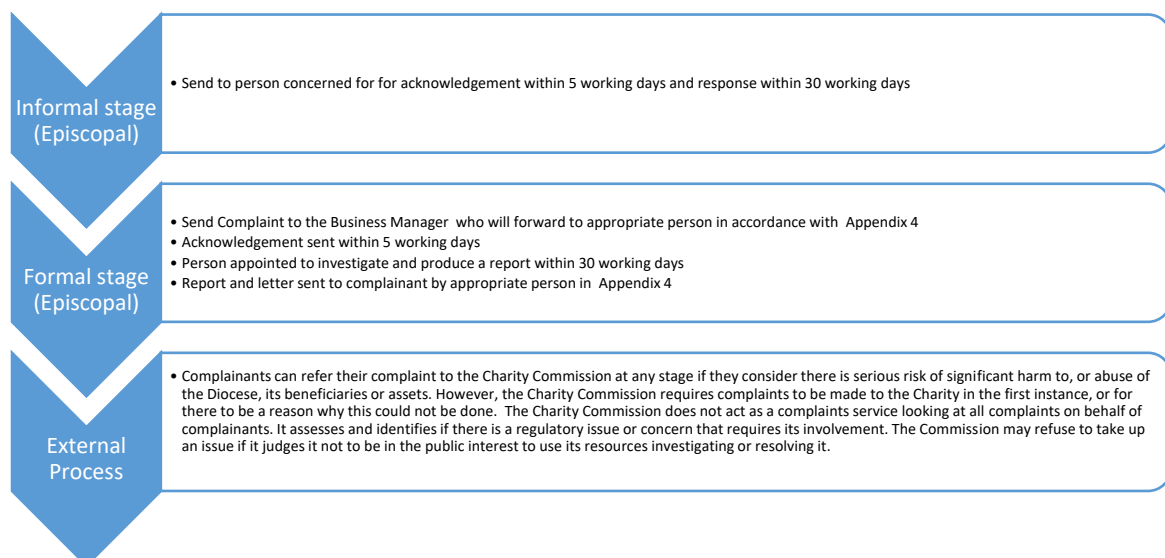 Informal stage
(Episcopal)
• Send to person concerned for for acknowledgement within 5 working days and response within 30 working days
Formal stage
(Episcopal)
• Send Complaint to the Business Manager who will forward to appropriate person in accordance with Appendix 4
• Acknowledgement sent within 5 working days
• Person appointed to investigate and produce a report within 30 working days
• Report and letter sent to complainant by appropriate person in Appendix 4
External
Process
• Complainants can refer their complaint to the Charity Commission at any stage if they consider there is serious risk of significant harm to, or abuse of
the Diocese, its beneficiaries or assets. However, the Charity Commission requires complaints to be made to the Charity in the first instance, or for
there to be a reason why this could not be done. The Charity Commission does not act as a complaints service looking at all complaints on behalf of
complainants. It assesses and identifies if there is a regulatory issue or concern that requires its involvement. The Commission may refuse to take up
an issue if it judges it not to be in the public interest to use its resources investigating or resolving it.